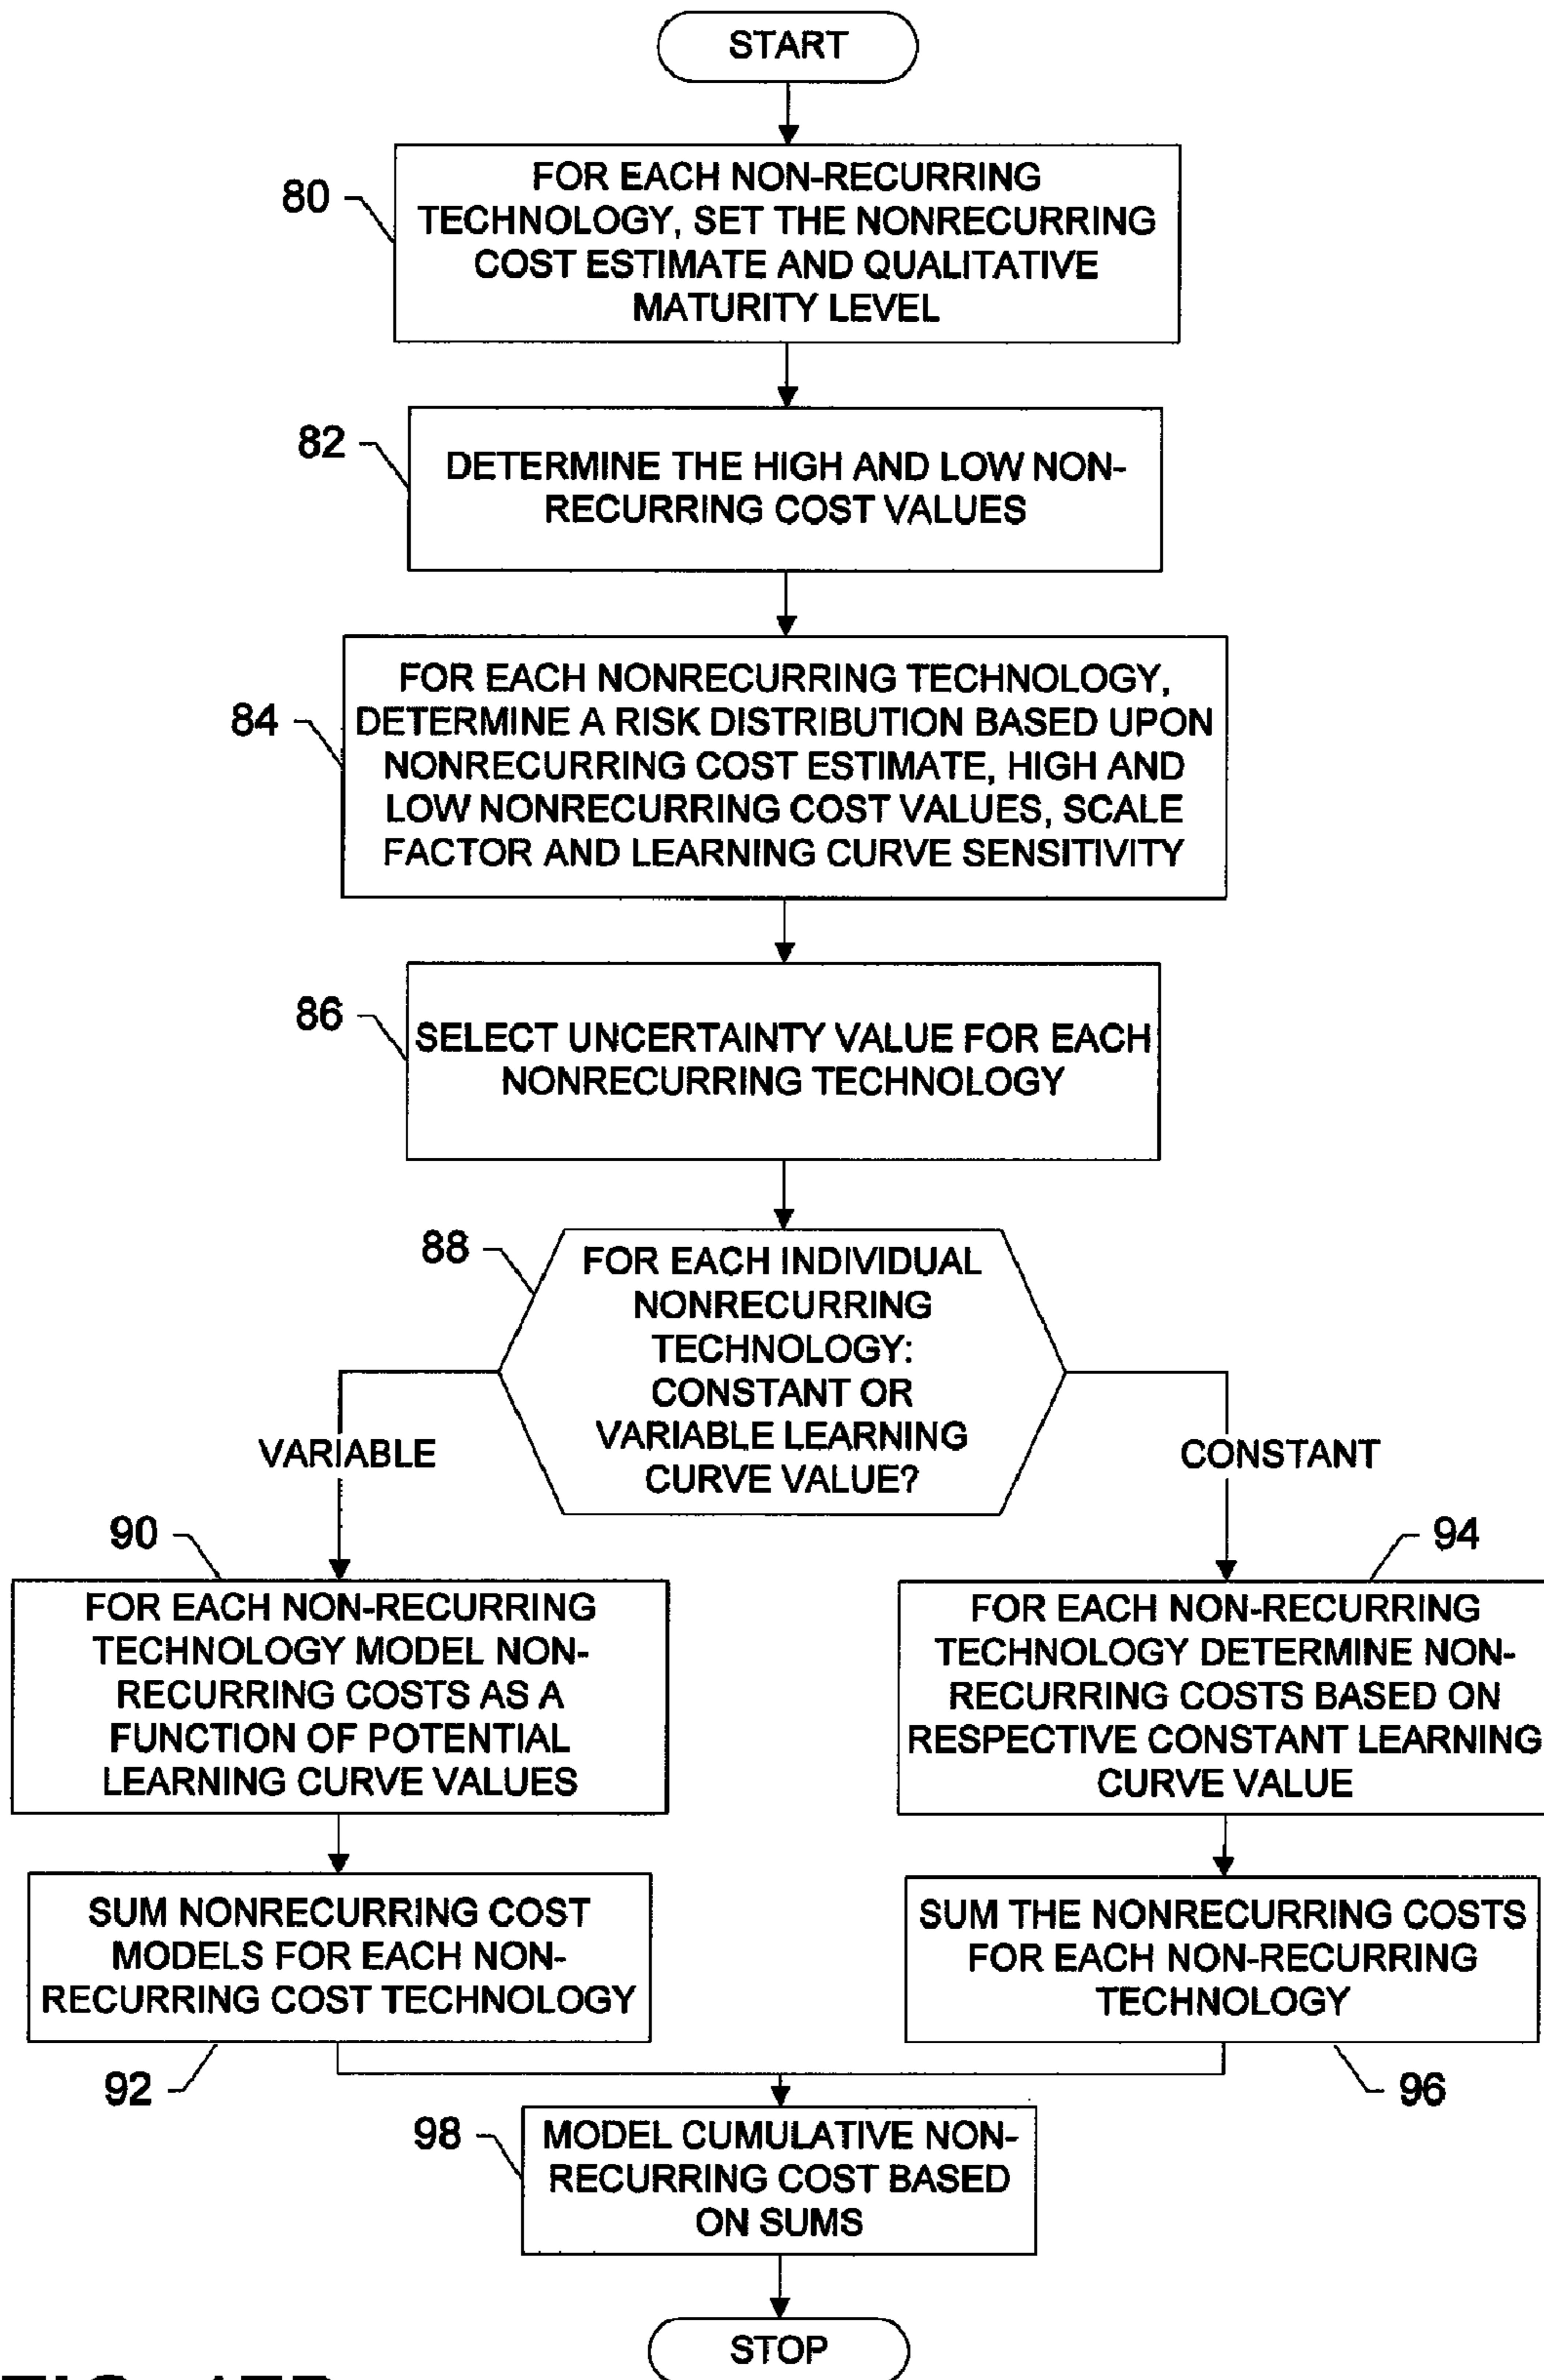 START
80
FOR EACH NON-RECURRING
TECHNOLOGY, SET THE NONRECURRING
COST ESTIMATE AND QUALITATIVE
MATURITY LEVEL
82
DETERMINE THE HIGH AND LOW NON-
RECURRING COST VALUES
84
FOR EACH NONRECURRING TECHNOLOGY,
DETERMINE A RISK DISTRIBUTION BASED UPON
NONRECURRING COST ESTIMATE, HIGH AND
LOW NONRECURRING COST VALUES, SCALE
FACTOR AND LEARNING CURVE SENSITIVITY
86
SELECT UNCERTAINTY VALUE FOR EACH
NONRECURRING TECHNOLOGY
88
FOR EACH INDIVIDUAL
NONRECURRING
TECHNOLOGY:
CONSTANT OR
VARIABLE LEARNING
CURVE VALUE?
VARIABLE
CONSTANT
90
FOR EACH NON-RECURRING
TECHNOLOGY MODEL NON-
RECURRING COSTS AS A
FUNCTION OF POTENTIAL
LEARNING CURVE VALUES
94
FOR EACH NON-RECURRING
TECHNOLOGY DETERMINE NON-
RECURRING COSTS BASED ON
RESPECTIVE CONSTANT LEARNING
CURVE VALUE
SUM NONRECURRING COST
MODELS FOR EACH NON-
RECURRING COST TECHNOLOGY
92
SUM THE NONRECURRING COSTS
FOR EACH NON-RECURRING
TECHNOLOGY
96
98
MODEL CUMULATIVE NON-
RECURRING COST BASED
ON SUMS
STOP